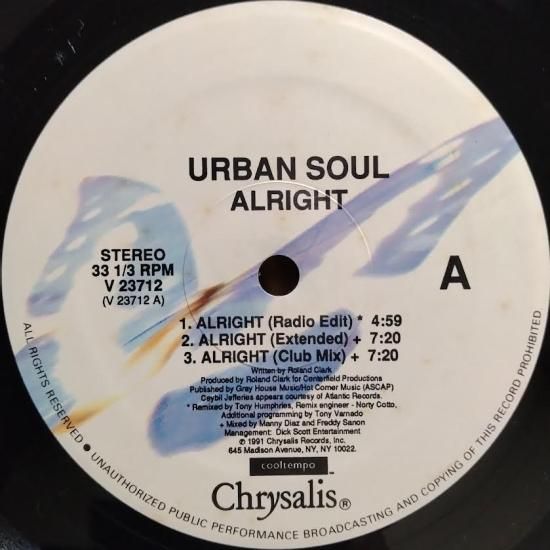 URBAN SOUL
ALRIGHT
STEREO
33 1/3 RPM
V 23712
(V 23712 A)
A
1. ALRIGHT (Radio Edit) * 4:59
2. ALRIGHT (Extended) + 7:20
3. ALRIGHT (Club Mix) + 7:20
Written by Roland Clark
Produced by Roland Clark for Centerfield Productions
Published by Gray House Music/Hot Corner Music (ASCAP)
Ceybil Jefferies appears courtesy of Atlantic Records.
* Remixed by Tony Humphries, Remix engineer - Norty Cotto,
Additional programming by Tony Varnado
+ Mixed by Manny Diaz and Freddy Sanon
Management: Dick Scott Entertainment
℗ 1991 Chrysalis Records, Inc.
645 Madison Avenue, NY, NY 10022.
cooltempo ™
Chrysalis®
ALL RIGHTS RESERVED • UNAUTHORIZED PUBLIC PERFORMANCE BROADCASTING AND COPYING OF THIS RECORD PROHIBITED